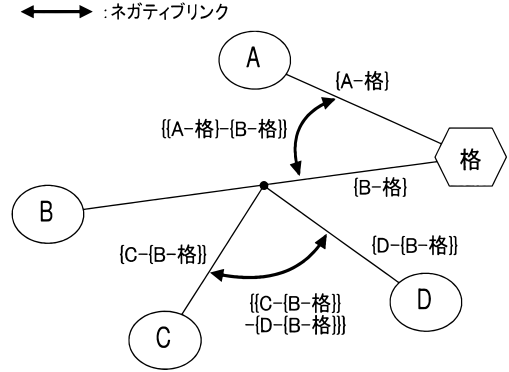 :ネガティブリンク
A
{A-格}
{{A-格}-{B-格}}
格
{B-格}
B
{C-{B-格}}
{D-{B-格}}
D
{{C-{B-格}}
-{D-{B-格}}}
C